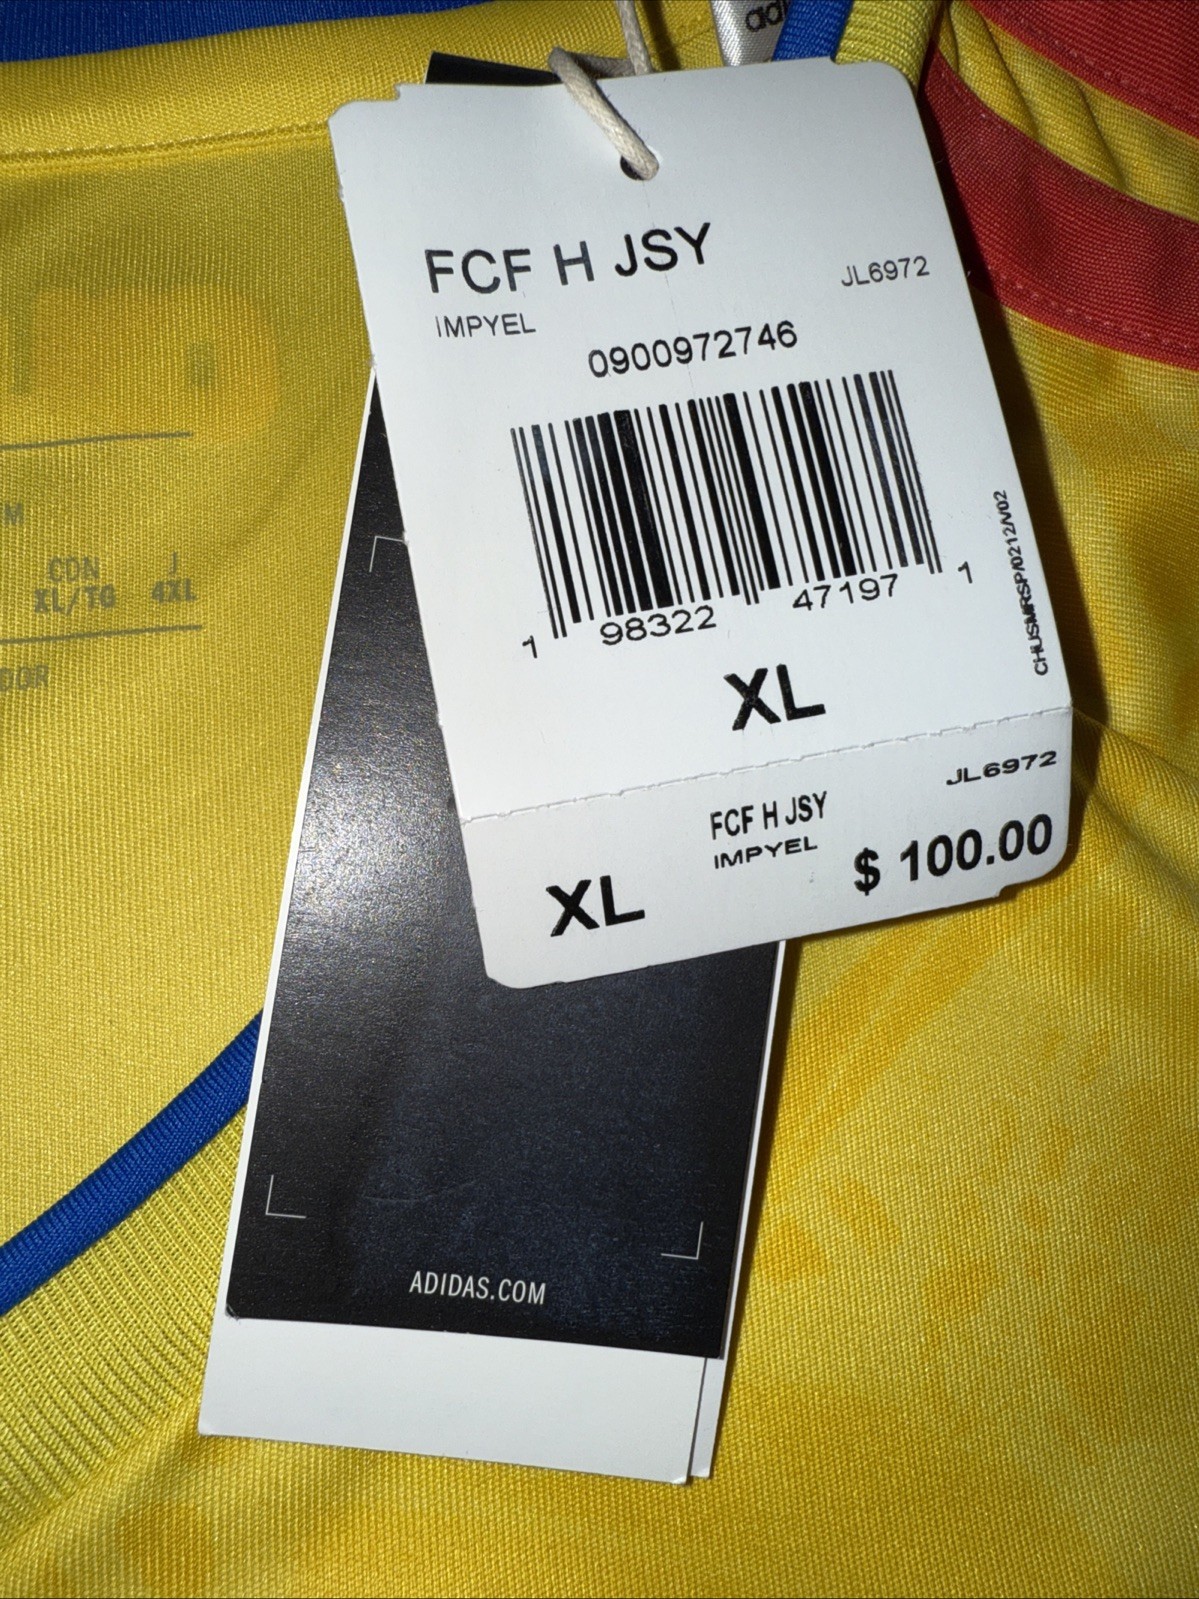 FCF H JSY
IMPYEL
JL6972
0900972746
1 98322 47197 1
CHUSMRSP/0212/V02
XL
JL6972
FCF H JSY
IMPYEL
XL
$ 100.00
ADIDAS.COM
M
CDN J
XL/TG 4XL